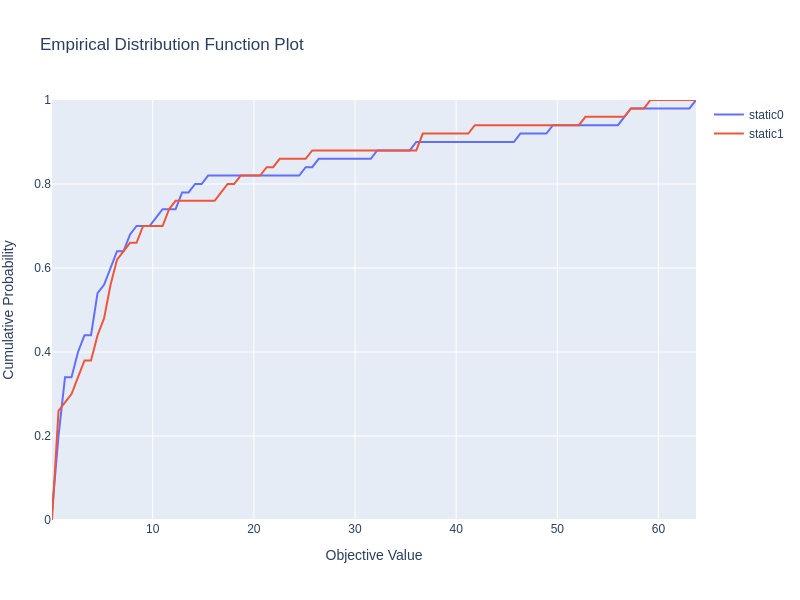 Empirical Distribution Function Plot
static0
static1
1
0.8
0.6
0.4
0.2
0
Cumulative Probability
10
20
30
40
50
60
Objective Value